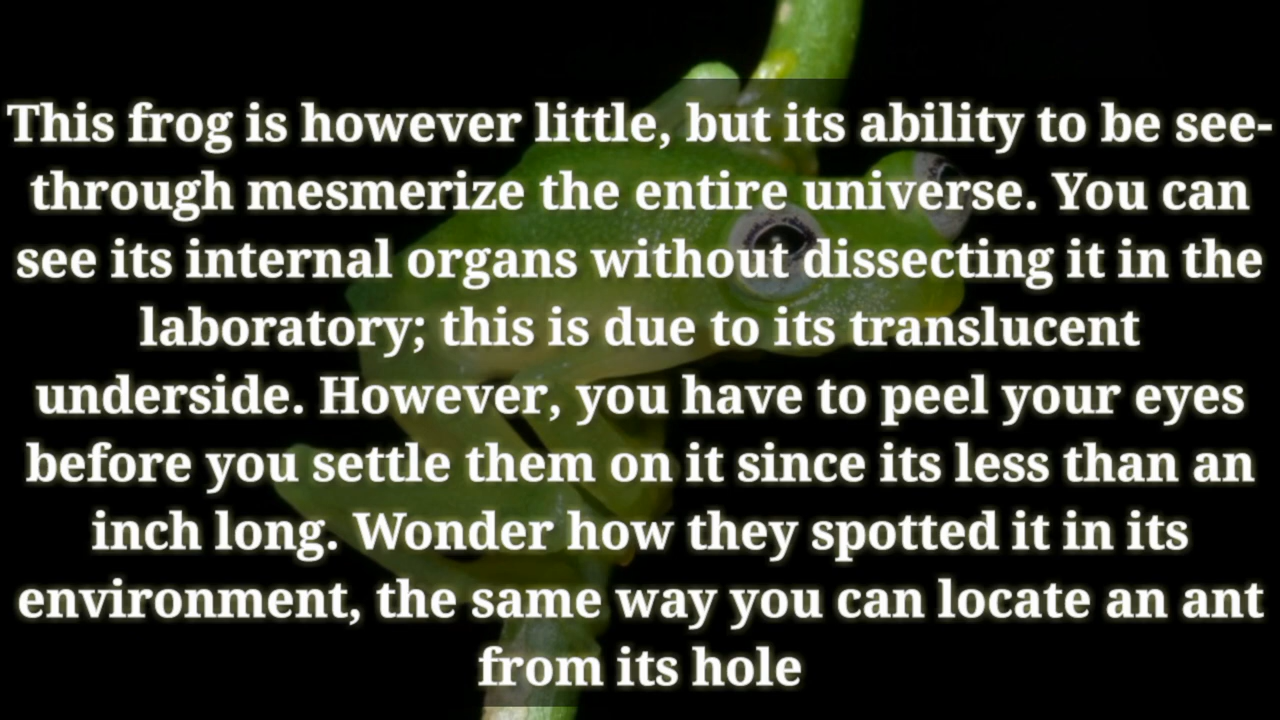 This frog is however little, but its ability to be see-
through mesmerize the entire universe. You can
see its internal organs without dissecting it in the
laboratory; this is due to its translucent
underside. However, you have to peel your eyes
before you settle them on it since its less than an
inch long. Wonder how they spotted it in its
environment, the same way you can locate an ant
from its hole